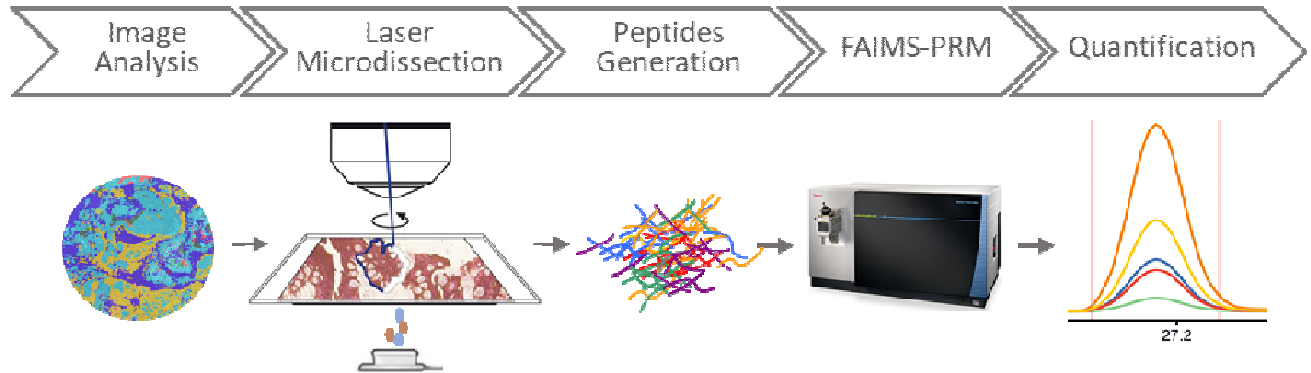 Image
Analysis
Laser
Microdissection
Peptides
Generation
FAIMS-PRM
Quantification
27.2